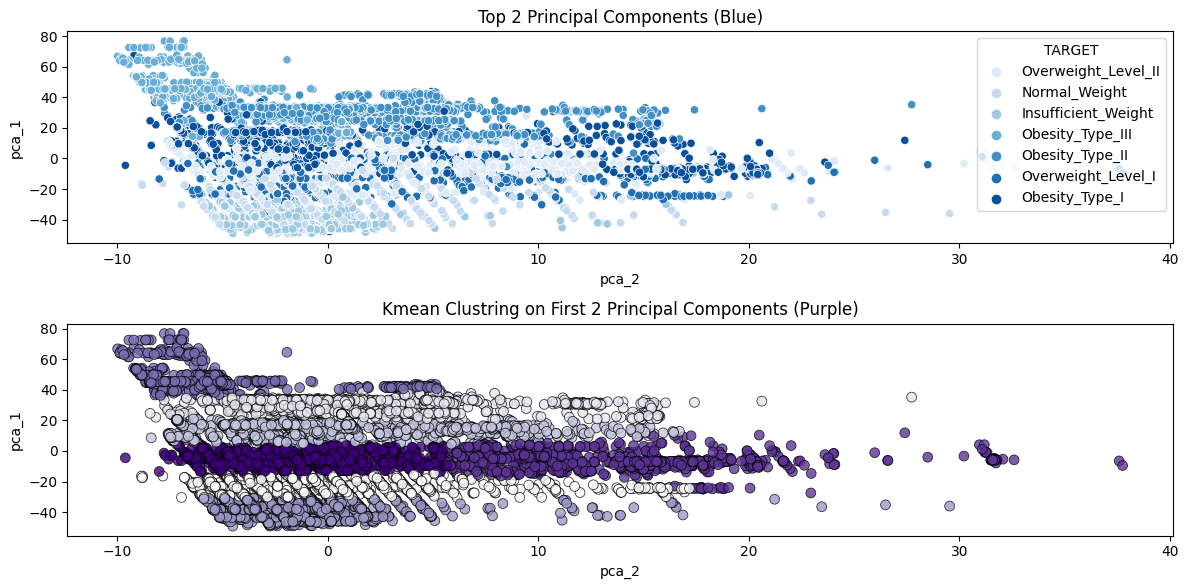 Top 2 Principal Components (Blue)
80
60
40
20
0
−20
−40
pca_1
TARGET
Overweight_Level_II
Normal_Weight
Insufficient_Weight
Obesity_Type_III
Obesity_Type_II
Overweight_Level_I
Obesity_Type_I
−10 0 10 20 30 40
pca_2
Kmean Clustring on First 2 Principal Components (Purple)
80
60
40
20
0
−20
−40
pca_1
−10 0 10 20 30 40
pca_2